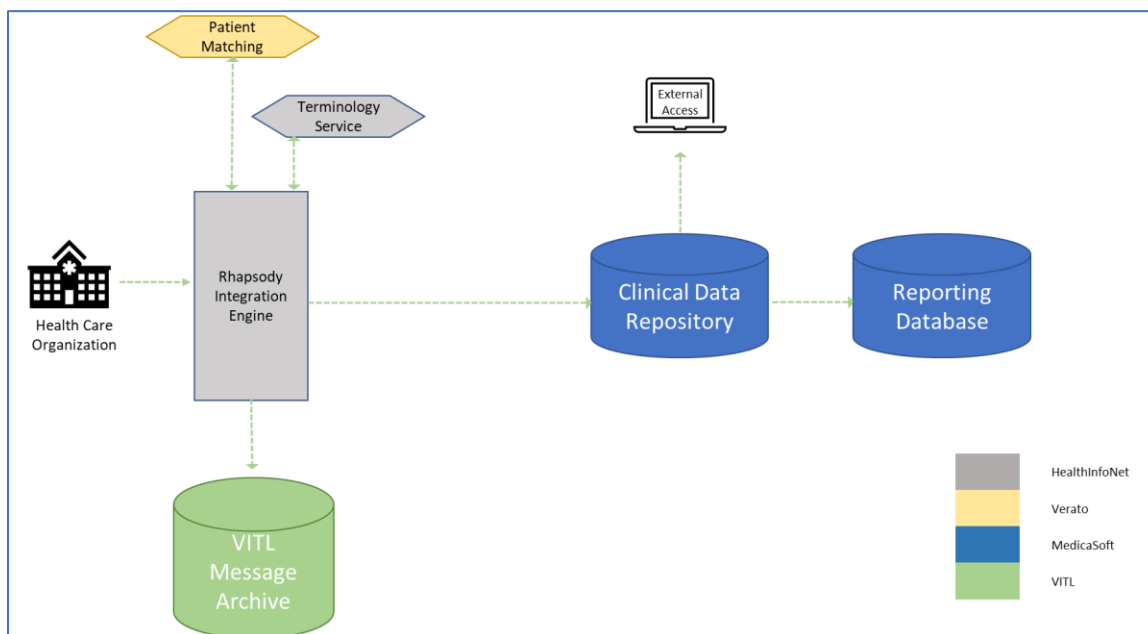 Patient
Matching
Terminology
Service
External
Access
Rhapsody
Integration
Engine
Health Care
Organization
Clinical Data
Repository
Reporting
Database
VITL
Message
Archive
HealthInfoNet
Verato
MedicaSoft
VITL